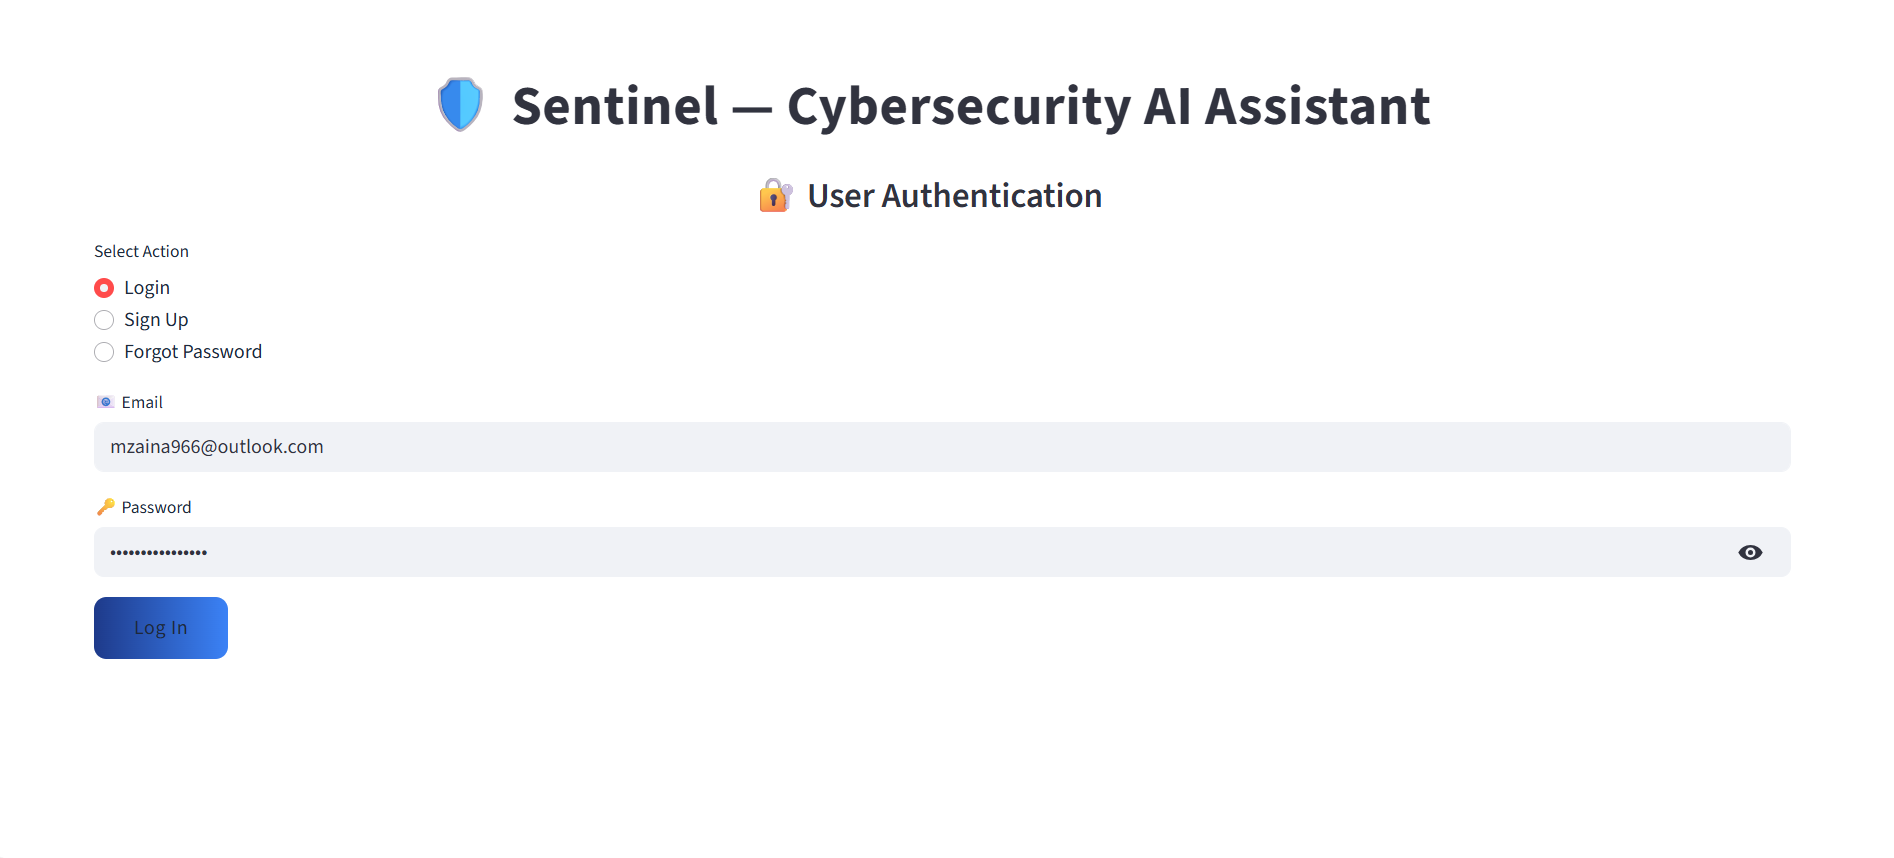 Sentinel — Cybersecurity AI Assistant
User Authentication
Select Action
Login
Sign Up
Forgot Password
Email
mzaina966@outlook.com
Password
••••••••••••••••
Log In